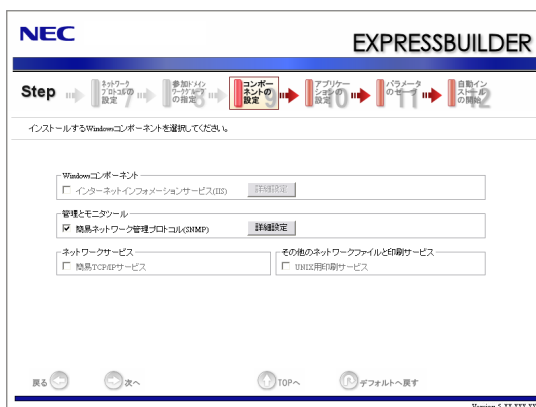 NEC
EXPRESSBUILDER
Step
ネットワーク
プロトコルの
設定
7
参加ドメイン
ワークグループ
の指定
8
コンポー
ネントの
設定
9
アプリケー
ションの
設定
10
パラメータ
のセーブ
11
自動イン
ストール
の開始
12
インストールするWindowsコンポーネントを選択してください。
Windowsコンポーネント
インターネットインフォメーションサービス(IIS)
詳細設定
管理とモニタツール
簡易ネットワーク管理プロトコル(SNMP)
詳細設定
ネットワークサービス
簡易TCP/IPサービス
その他のネットワークファイルと印刷サービス
UNIX用印刷サービス
戻る
次へ
TOPへ
デフォルトへ戻す